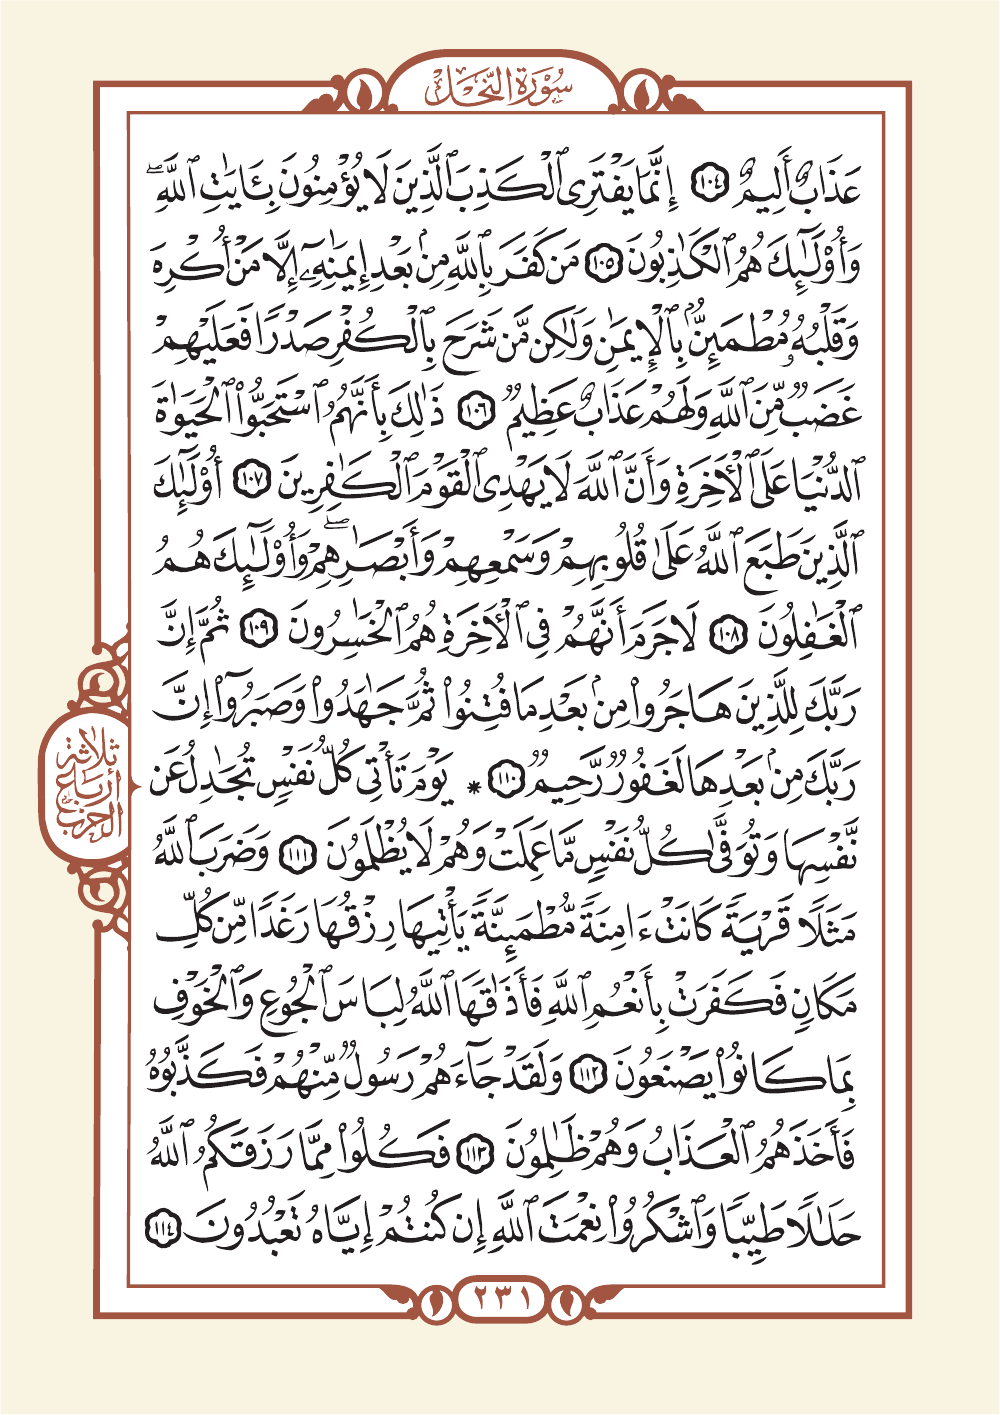 سُورَةُ النَّحْلِ
عَذَابٌ أَلِيمٌ ١٠٤ إِنَّمَا يَفْتَرِى ٱلْكَذِبَ ٱلَّذِينَ لَا يُؤْمِنُونَ بِـَٔايَٰتِ ٱللَّهِۖ
وَأُوْلَٰٓئِكَ هُمُ ٱلْكَٰذِبُونَ ١٠٥ مَن كَفَرَ بِٱللَّهِ مِنۢ بَعْدِ إِيمَٰنِهِۦٓ إِلَّا مَنْ أُكْرِهَ
وَقَلْبُهُۥ مُطْمَئِنٌّۢ بِٱلْإِيمَٰنِ وَلَٰكِن مَّن شَرَحَ بِٱلْكُفْرِ صَدْرًا فَعَلَيْهِمْ
غَضَبٌ مِّنَ ٱللَّهِ وَلَهُمْ عَذَابٌ عَظِيمٌ ١٠٦ ذَٰلِكَ بِأَنَّهُمُ ٱسْتَحَبُّوا۟ ٱلْحَيَوٰةَ
ٱلدُّنْيَا عَلَى ٱلْأَخِرَةِ وَأَنَّ ٱللَّهَ لَا يَهْدِى ٱلْقَوْمَ ٱلْكَٰفِرِينَ ١٠٧ أُوْلَٰٓئِكَ
ٱلَّذِينَ طَبَعَ ٱللَّهُ عَلَىٰ قُلُوبِهِمْ وَسَمْعِهِمْ وَأَبْصَٰرِهِمْۖ وَأُوْلَٰٓئِكَ هُمُ
ٱلْغَٰفِلُونَ ١٠٨ لَا جَرَمَ أَنَّهُمْ فِى ٱلْأَخِرَةِ هُمُ ٱلْخَٰسِرُونَ ١٠٩ ثُمَّ إِنَّ
رَبَّكَ لِلَّذِينَ هَاجَرُوا۟ مِنۢ بَعْدِ مَا فُتِنُوا۟ ثُمَّ جَٰهَدُوا۟ وَصَبَرُوٓا۟ إِنَّ
رَبَّكَ مِنۢ بَعْدِهَا لَغَفُورٌ رَّحِيمٌ ١١٠ * يَوْمَ تَأْتِى كُلُّ نَفْسٍ تُجَٰدِلُ عَن
نَّفْسِهَا وَتُوَفَّىٰ كُلُّ نَفْسٍ مَّا عَمِلَتْ وَهُمْ لَا يُظْلَمُونَ ١١١ وَضَرَبَ ٱللَّهُ
مَثَلًا قَرْيَةً كَانَتْ ءَامِنَةً مُّطْمَئِنَّةً يَأْتِيهَا رِزْقُهَا رَغَدًا مِّن كُلِّ
مَكَانٍ فَكَفَرَتْ بِأَنْعُمِ ٱللَّهِ فَأَذَٰقَهَا ٱللَّهُ لِبَاسَ ٱلْجُوعِ وَٱلْخَوْفِ
بِمَا كَانُوا۟ يَصْنَعُونَ ١١٢ وَلَقَدْ جَآءَهُمْ رَسُولٌ مِّنْهُمْ فَكَذَّبُوهُ
فَأَخَذَهُمُ ٱلْعَذَابُ وَهُمْ ظَٰلِمُونَ ١١٣ فَكُلُوا۟ مِمَّا رَزَقَكُمُ ٱللَّهُ
حَلَٰلًا طَيِّبًا وَٱشْكُرُوا۟ نِعْمَتَ ٱللَّهِ إِن كُنتُمْ إِيَّاهُ تَعْبُدُونَ ١١٤
ثلاثة
أرباع
الحزب
٢٣١